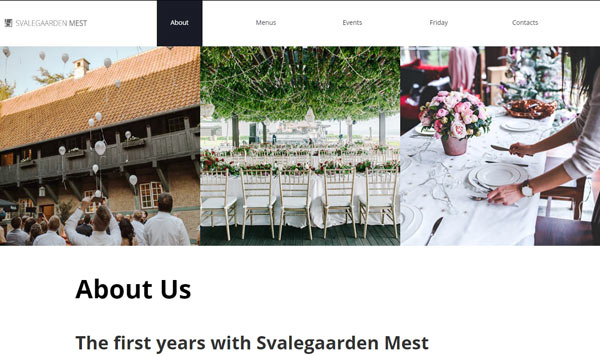 SVALEGAARDEN MEST
About
Menus
Events
Friday
Contacts
About Us
The first years with Svalegaarden Mest